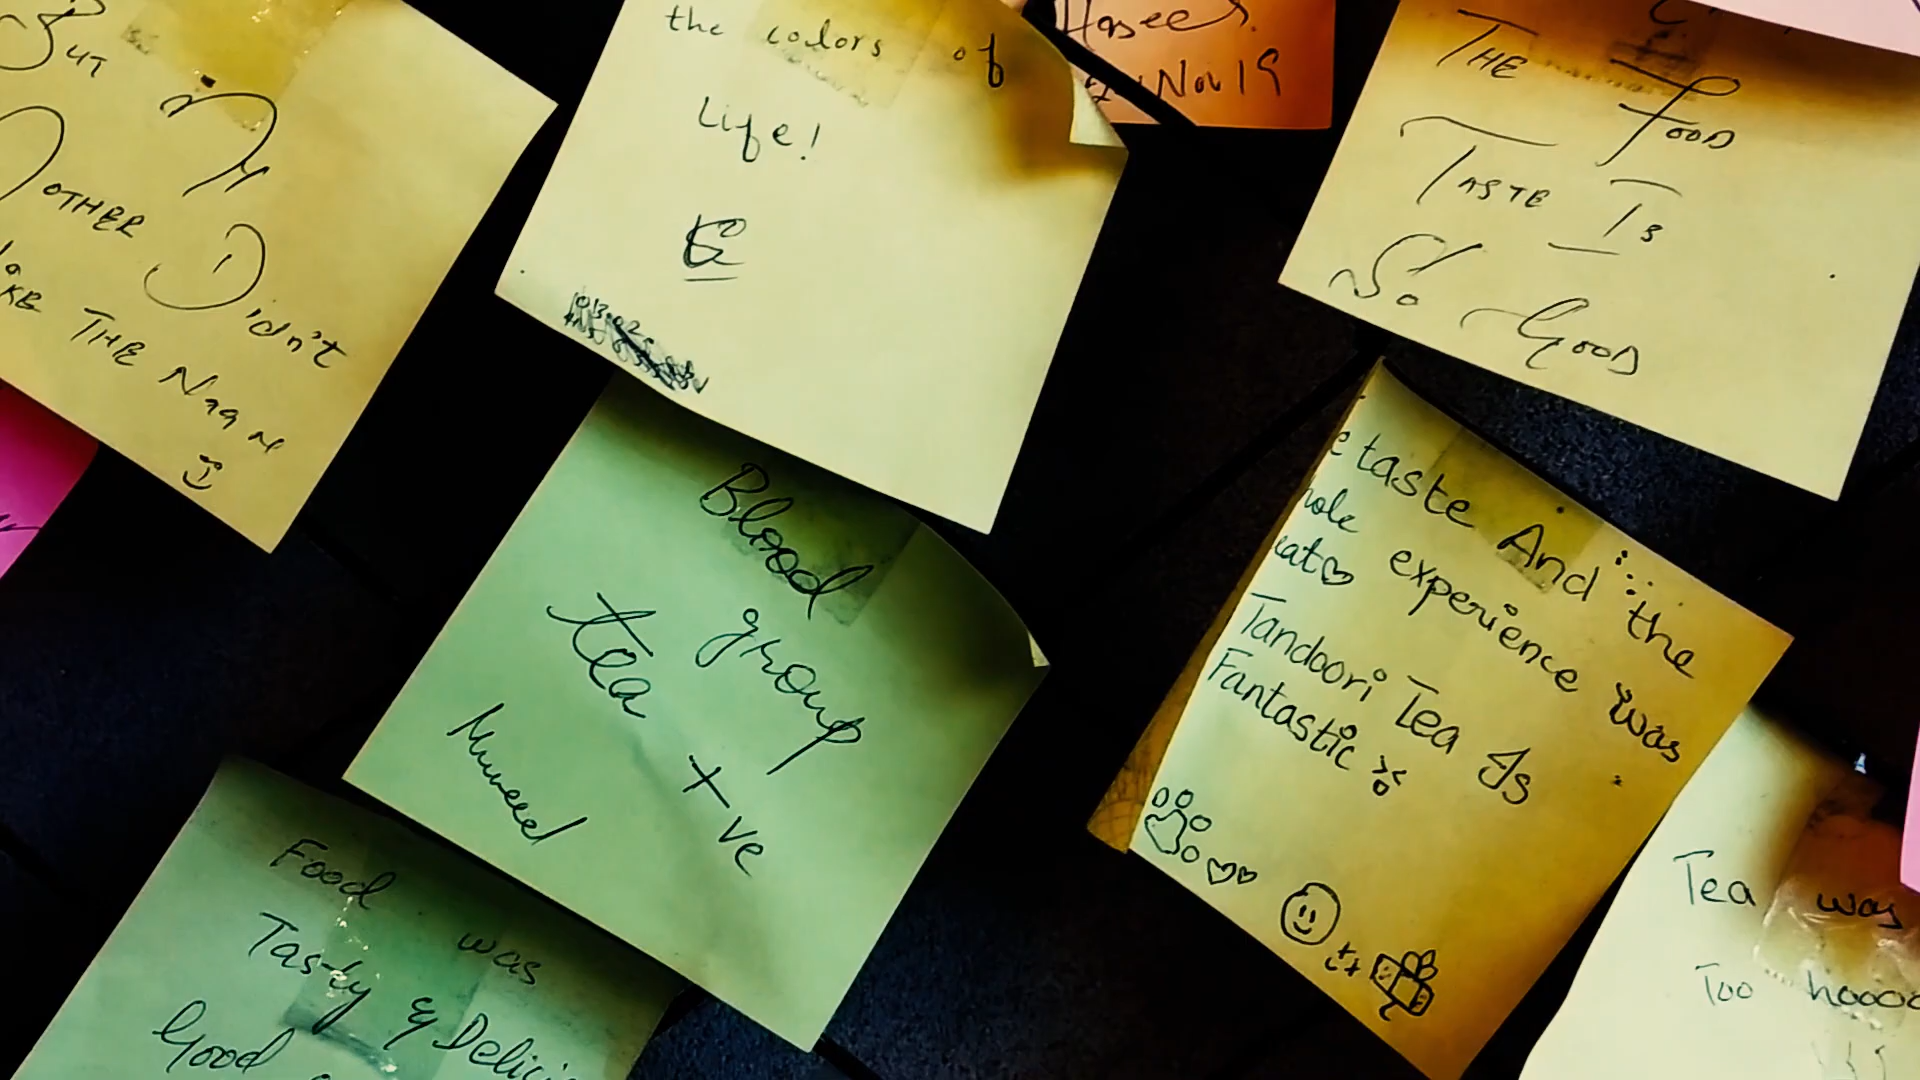 But
My
Mother Didn't
THE Naan
the colors of
Life!
Haseeb.
Nov 19
THE Food
TASTE Is
So Good
Blood
group
tea +ve
Food was
Tasty & Delici
Good
taste And the
experience was
Tandoori Tea Is
Fantastic
Tea was
Too hoooo